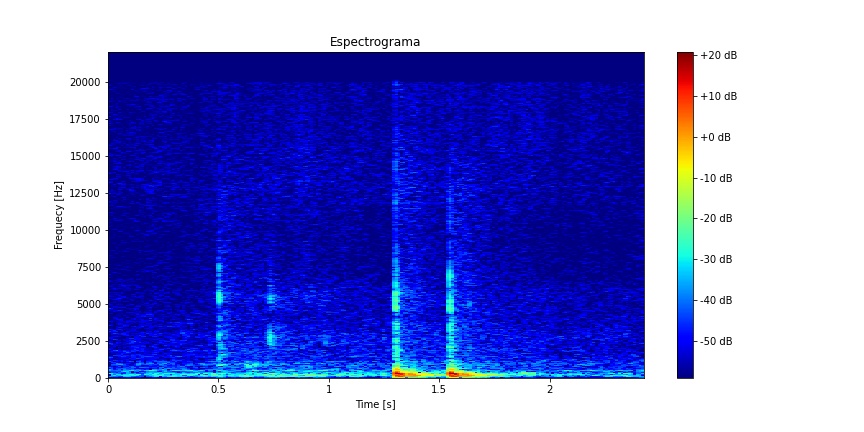 Espectrograma
20000
17500
15000
12500
10000
7500
5000
2500
0
Frequecy [Hz]
0
0.5
1
1.5
2
Time [s]
+20 dB
+10 dB
+0 dB
-10 dB
-20 dB
-30 dB
-40 dB
-50 dB